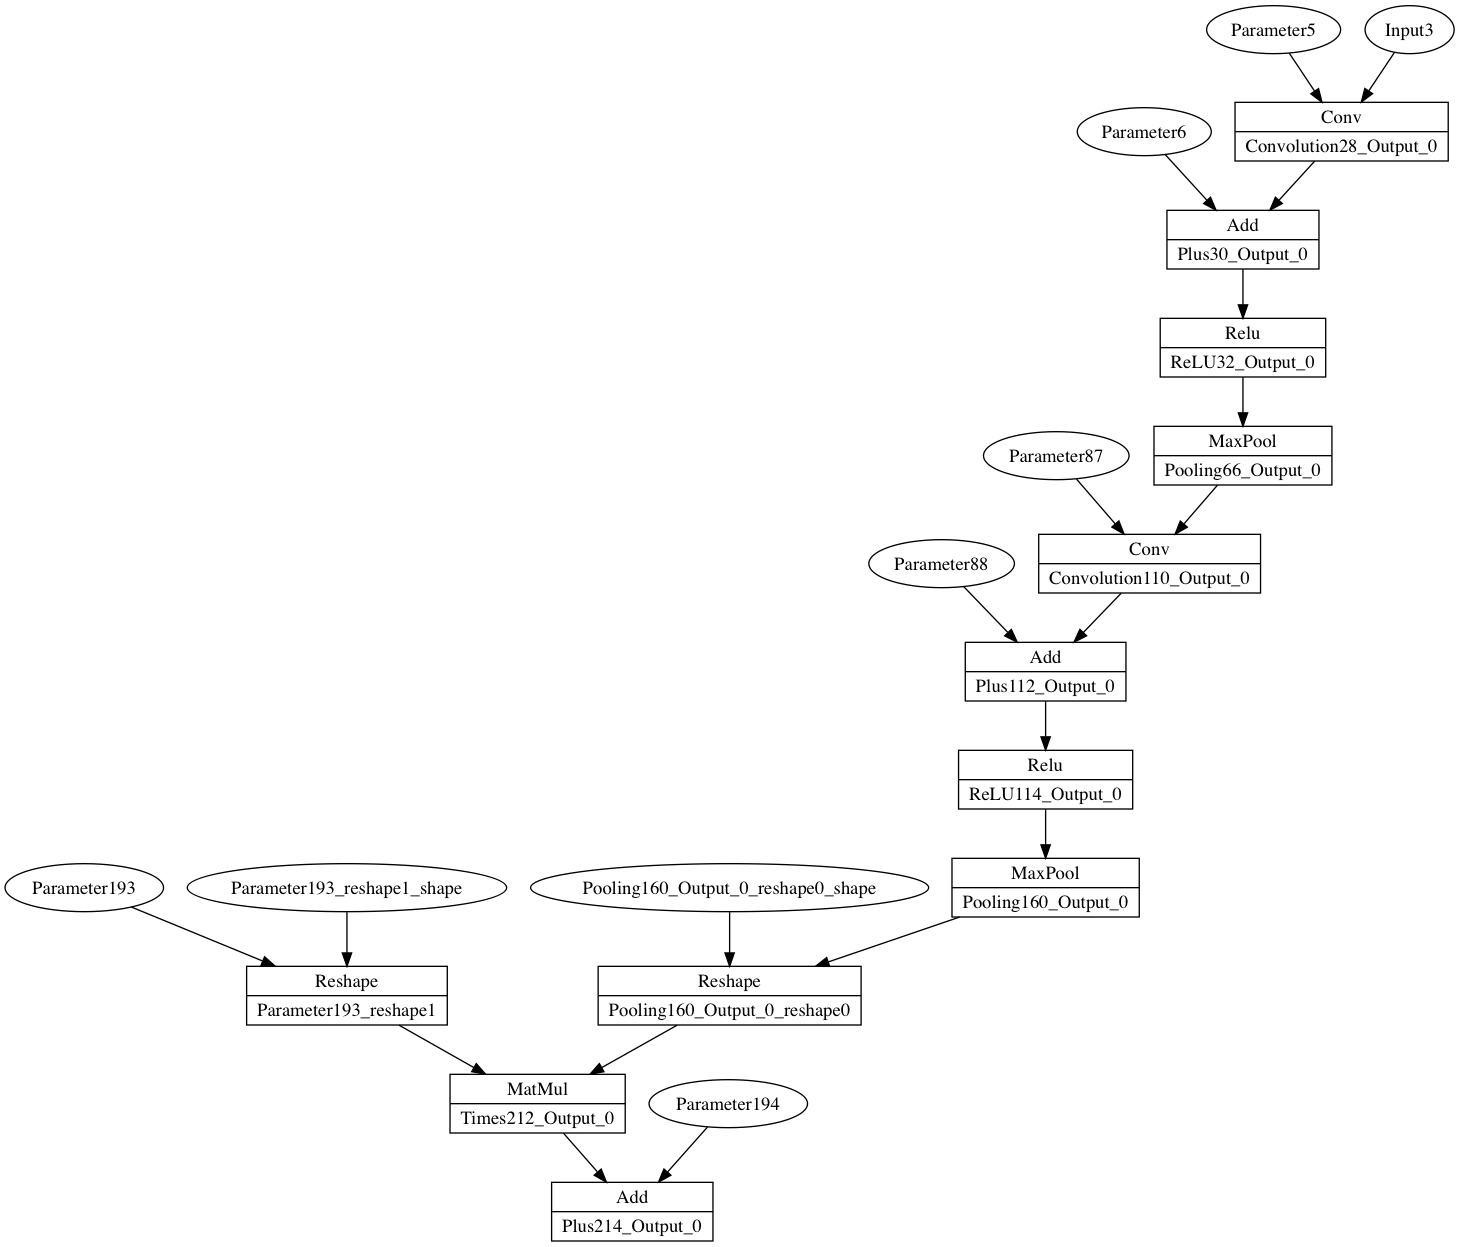 Parameter5
Input3
Parameter6
Conv
Convolution28_Output_0
Add
Plus30_Output_0
Relu
ReLU32_Output_0
MaxPool
Pooling66_Output_0
Parameter87
Conv
Convolution110_Output_0
Parameter88
Add
Plus112_Output_0
Relu
ReLU114_Output_0
MaxPool
Pooling160_Output_0
Parameter193
Parameter193_reshape1_shape
Pooling160_Output_0_reshape0_shape
Reshape
Parameter193_reshape1
Reshape
Pooling160_Output_0_reshape0
MatMul
Times212_Output_0
Parameter194
Add
Plus214_Output_0